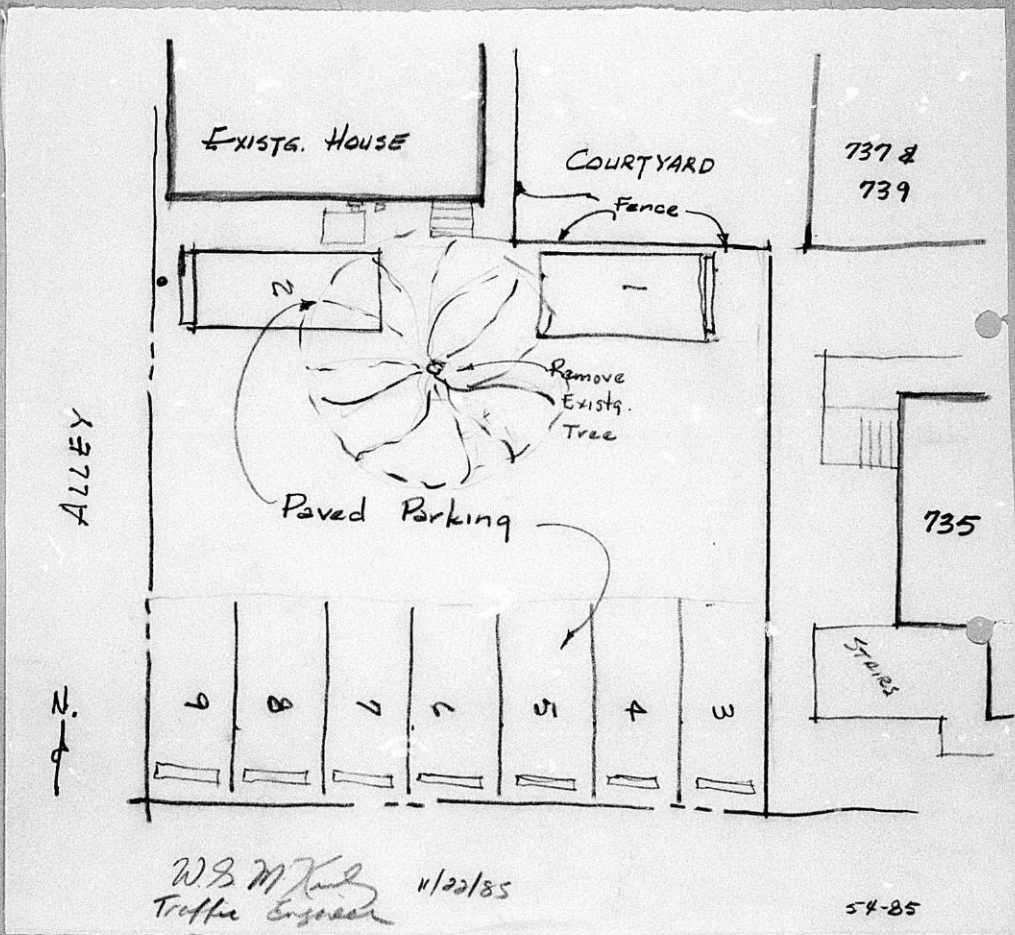 EXISTG. HOUSE
COURTYARD
737 &
739
Fence
2
1
Remove
Existg.
Tree
ALLEY
Paved Parking
735
9
8
7
6
5
4
3
STAIRS
N.
W.S.
11/22/85
Traffic Engineer
54-85